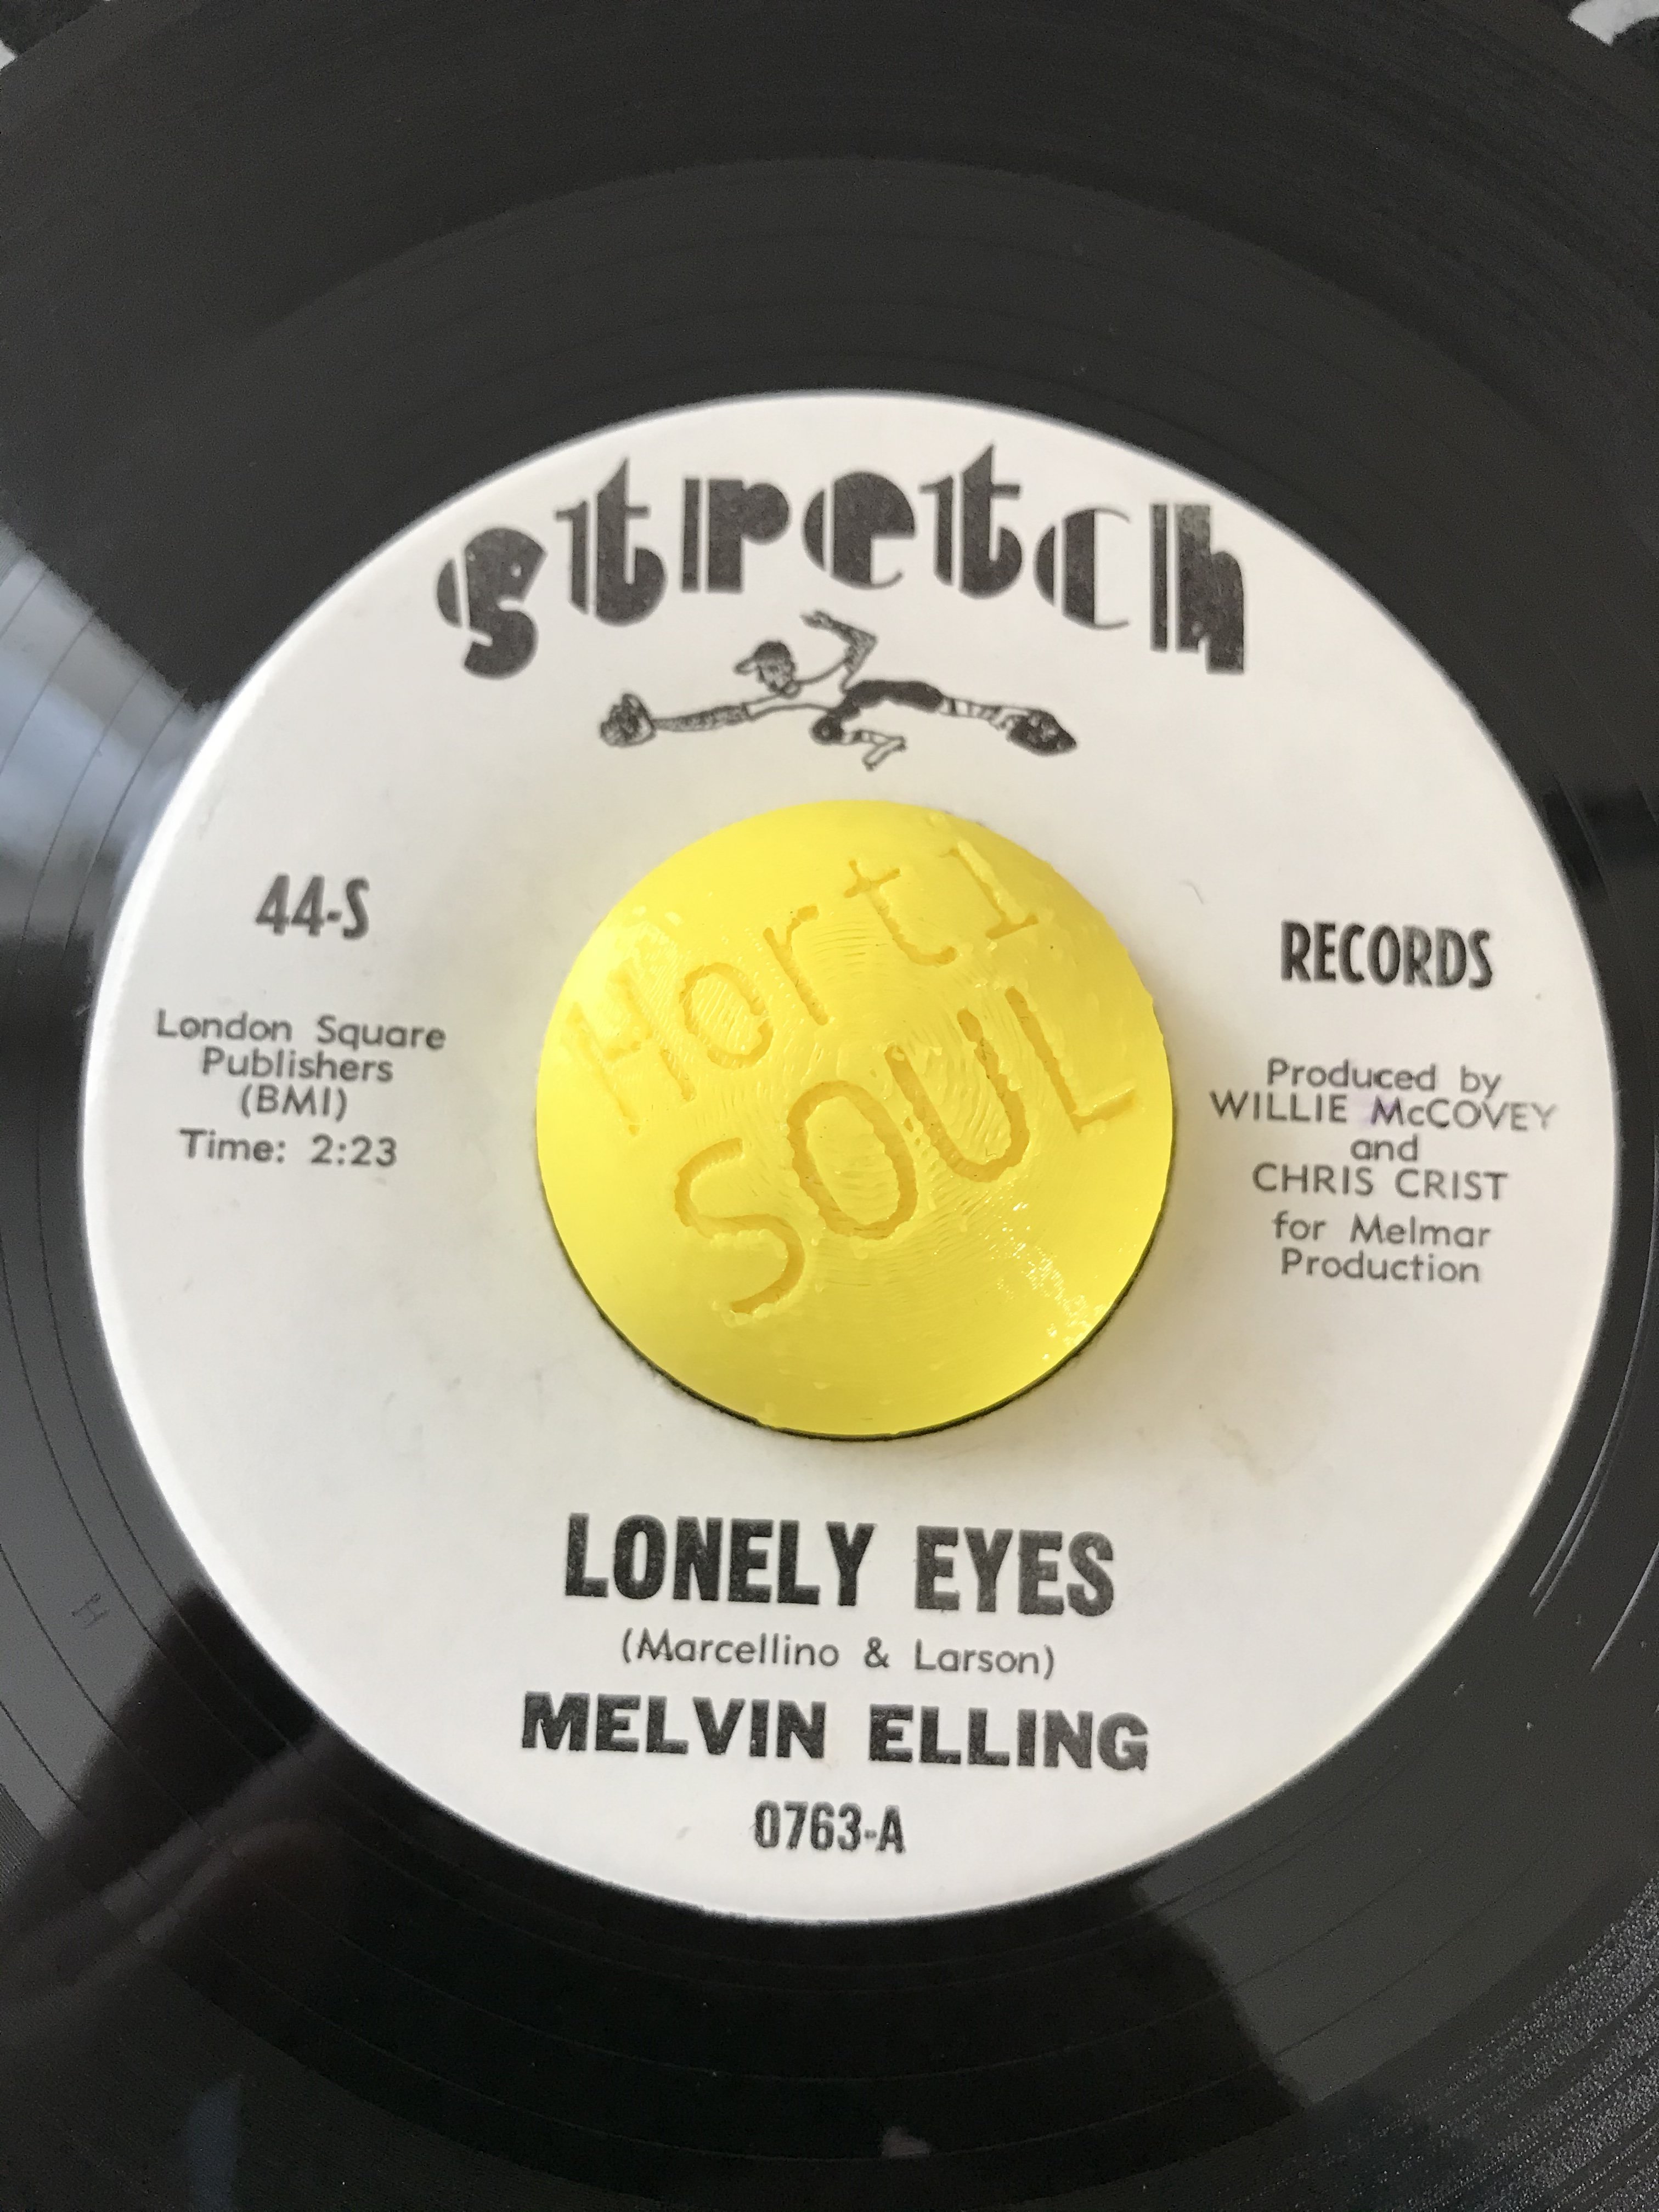 stretch
44-S
London Square
Publishers
(BMI)
Time: 2:23
Horti
SOUL
RECORDS
Produced by
WILLIE McCOVEY
and
CHRIS CRIST
for Melmar
Production
LONELY EYES
(Marcellino & Larson)
MELVIN ELLING
0763-A